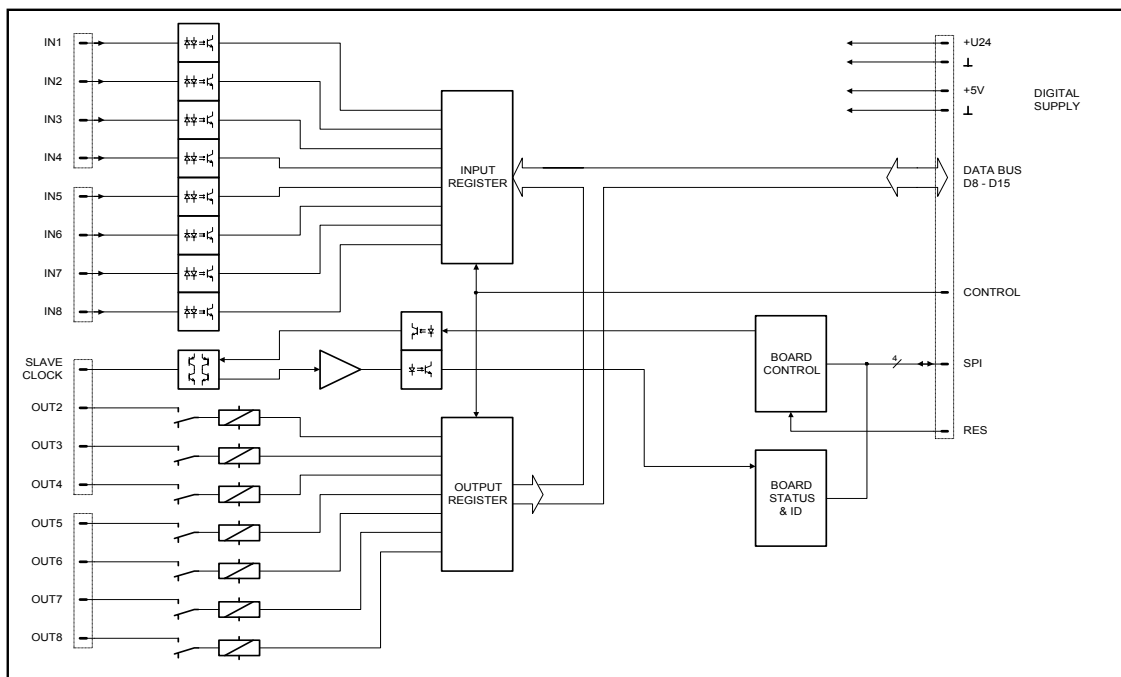 IN1
IN2
IN3
IN4
IN5
IN6
IN7
IN8
SLAVE
CLOCK
OUT2
OUT3
OUT4
OUT5
OUT6
OUT7
OUT8
INPUT
REGISTER
OUTPUT
REGISTER
BOARD
CONTROL
BOARD
STATUS
& ID
4
+U24
+5V
DIGITAL
SUPPLY
DATA BUS
D8 - D15
CONTROL
SPI
RES